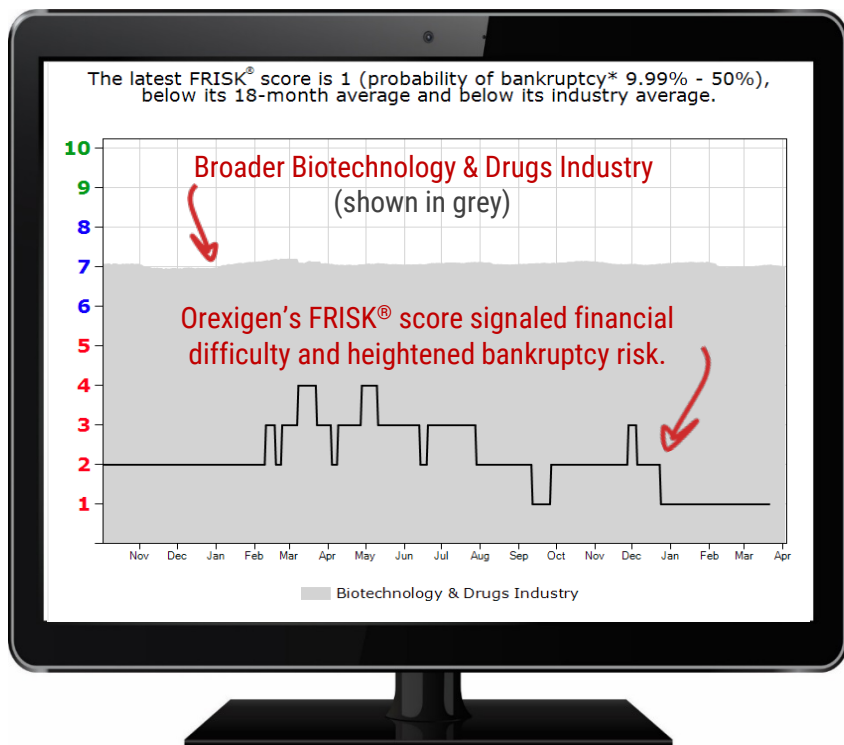 The latest FRISK® score is 1 (probability of bankruptcy* 9.99% - 50%),
below its 18-month average and below its industry average.
10
Broader Biotechnology & Drugs Industry
9
(shown in grey)
8
7
6
Orexigen's FRISK® score signaled financial
5
difficulty and heightened bankruptcy risk.
4
3
2
1
Nov Dec Jan Feb Mar Apr May Jun Jul Aug Sep Oct Nov Dec Jan Feb Mar Apr
Biotechnology & Drugs Industry